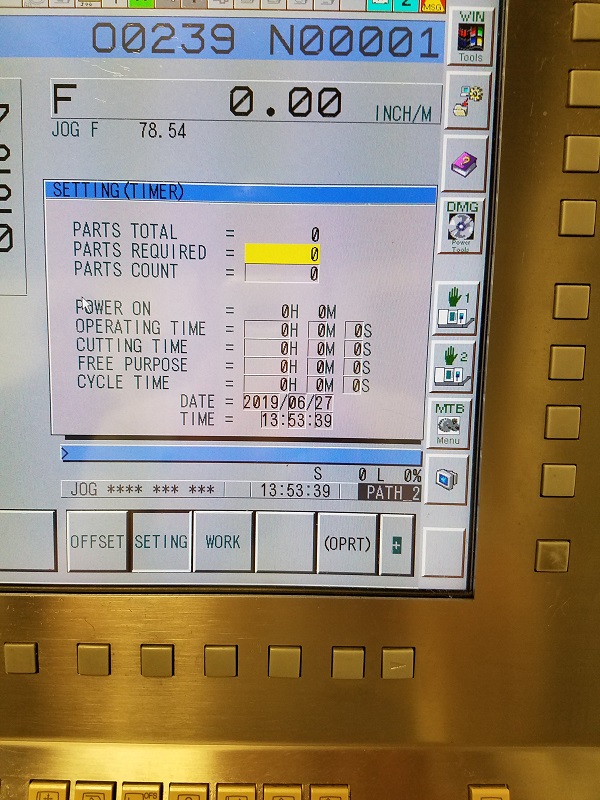 O0239 N00001
F 0.00 INCH/M
JOG F 78.54
SETTING(TIMER)
PARTS TOTAL = 0
PARTS REQUIRED = 0
PARTS COUNT = 0
POWER ON = 0H 0M
OPERATING TIME = 0H 0M 0S
CUTTING TIME = 0H 0M 0S
FREE PURPOSE = 0H 0M 0S
CYCLE TIME = 0H 0M 0S
DATE = 2019/06/27
TIME = 13:53:39
>
S 0 L 0%
JOG **** *** *** 13:53:39 PATH_2
OFFSET SETING WORK (OPRT) +
2 MSG
WIN
Tools
DMG
Power
Tools
1
2
MTB
Menu